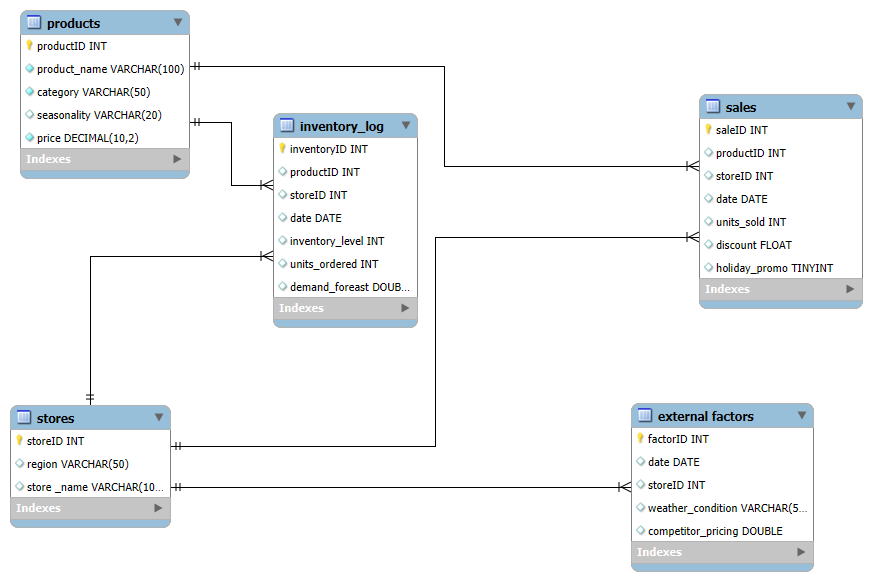 products
productID INT
product_name VARCHAR(100)
category VARCHAR(50)
seasonality VARCHAR(20)
price DECIMAL(10,2)
Indexes
inventory_log
inventoryID INT
productID INT
storeID INT
date DATE
inventory_level INT
units_ordered INT
demand_foreast DOUB...
Indexes
sales
saleID INT
productID INT
storeID INT
date DATE
units_sold INT
discount FLOAT
holiday_promo TINYINT
Indexes
stores
storeID INT
region VARCHAR(50)
store _name VARCHAR(10...
Indexes
external factors
factorID INT
date DATE
storeID INT
weather_condition VARCHAR(5...
competitor_pricing DOUBLE
Indexes